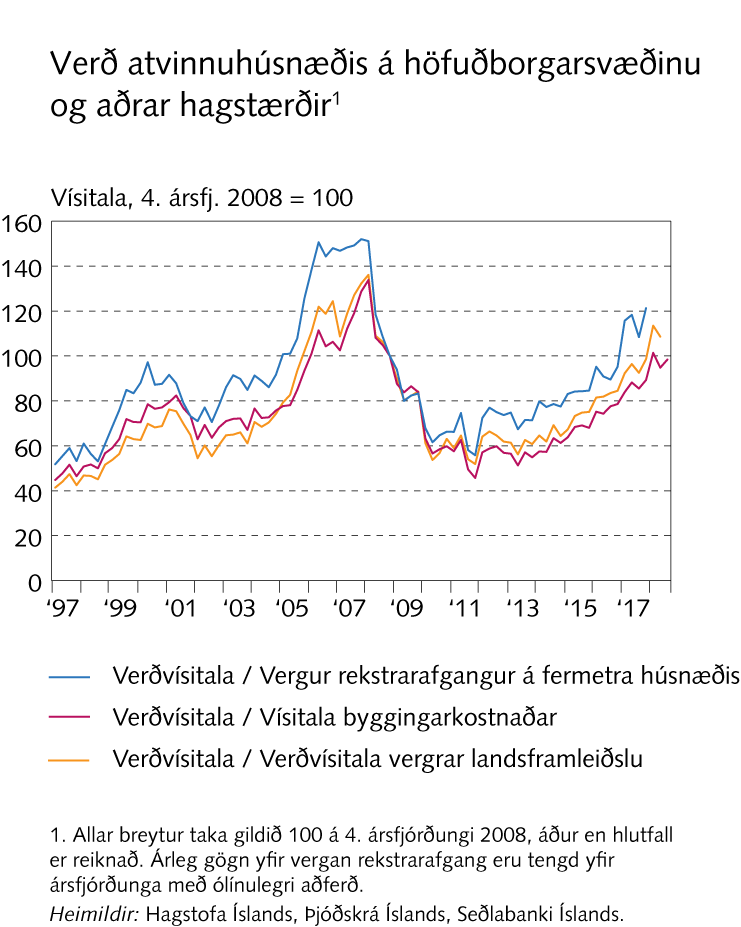 Verð atvinnuhúsnæðis á höfuðborgarsvæðinu
og aðrar hagstærðir1
Vísitala, 4. ársfj. 2008 = 100
160
140
120
100
80
60
40
20
0
‘97 ‘99 ‘01 ‘03 ‘05 ‘07 ‘09 ‘11 ‘13 ‘15 ‘17
Verðvísitala / Vergur rekstrarafgangur á fermetra húsnæðis
Verðvísitala / Vísitala byggingarkostnaðar
Verðvísitala / Verðvísitala vergrar landsframleiðslu
1. Allar breytur taka gildið 100 á 4. ársfjórðungi 2008, áður en hlutfall
er reiknað. Árleg gögn yfir vergan rekstrarafgang eru tengd yfir
ársfjórðunga með ólínulegri aðferð.
Heimildir: Hagstofa Íslands, Þjóðskrá Íslands, Seðlabanki Íslands.